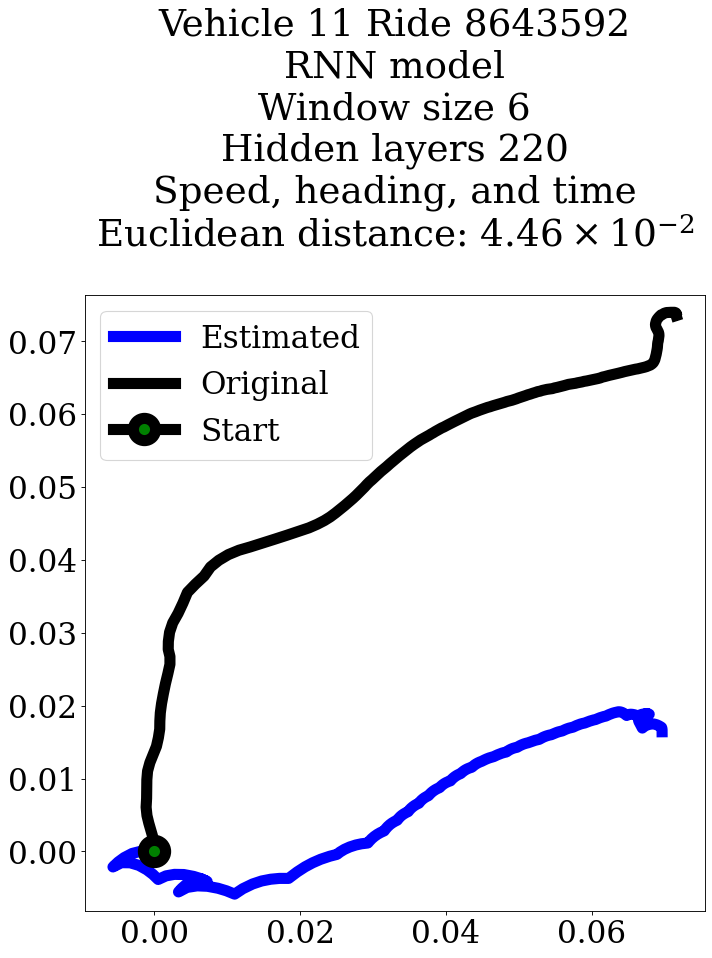 Vehicle 11 Ride 8643592
RNN model
Window size 6
Hidden layers 220
Speed, heading, and time
Euclidean distance: 4.46 × 10⁻²
Estimated
Original
Start
0.07
0.06
0.05
0.04
0.03
0.02
0.01
0.00
0.00 0.02 0.04 0.06